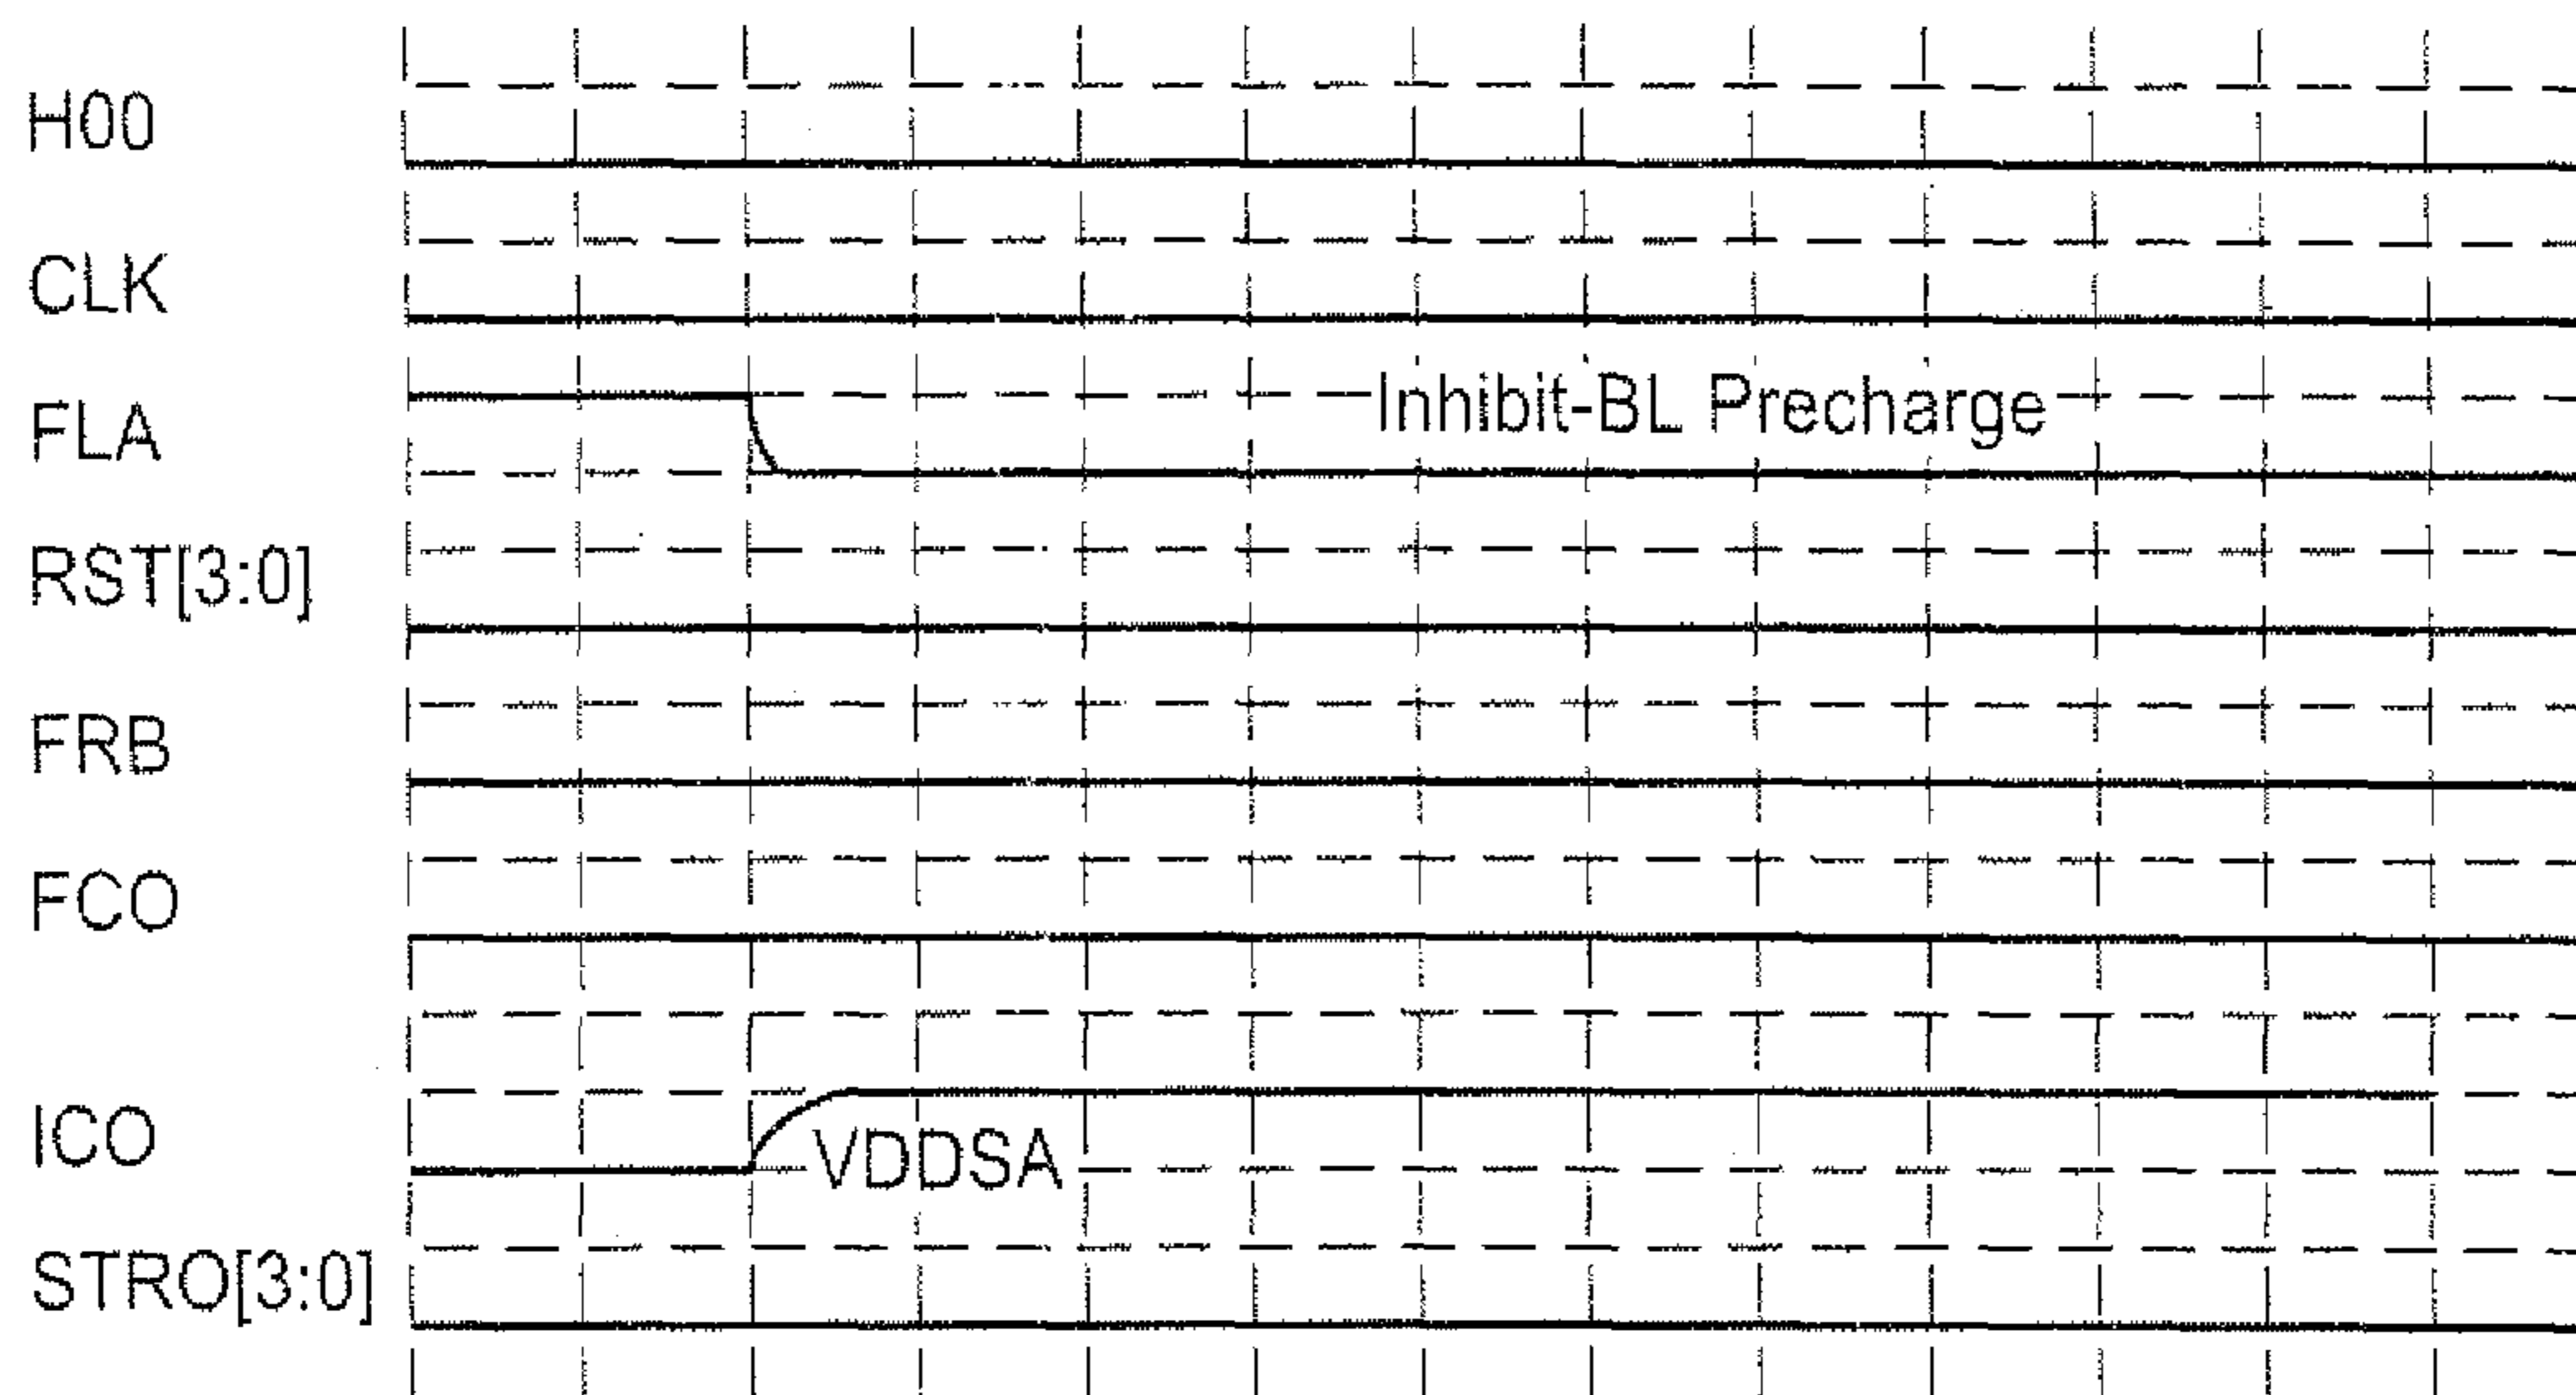 H00
CLK
FLA
Inhibit-BL Precharge
RST[3:0]
FRB
FCO
ICO
VDDSA
STRO[3:0]